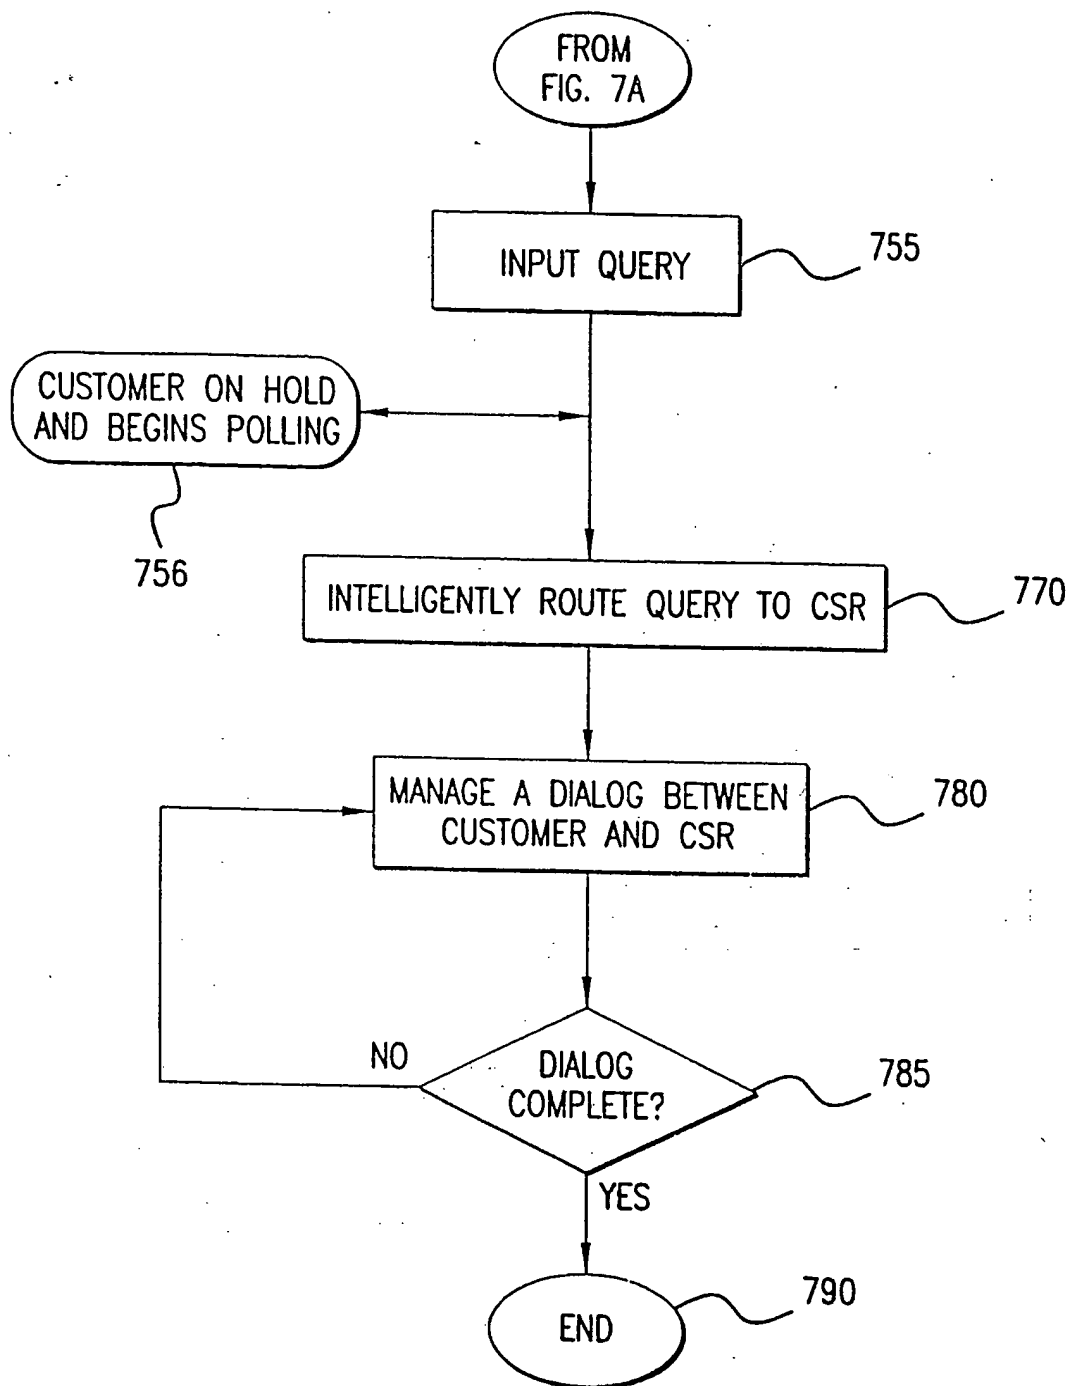 FROM
FIG. 7A
INPUT QUERY
755
CUSTOMER ON HOLD
AND BEGINS POLLING
756
INTELLIGENTLY ROUTE QUERY TO CSR
770
MANAGE A DIALOG BETWEEN
CUSTOMER AND CSR
780
NO
DIALOG
COMPLETE?
785
YES
END
790